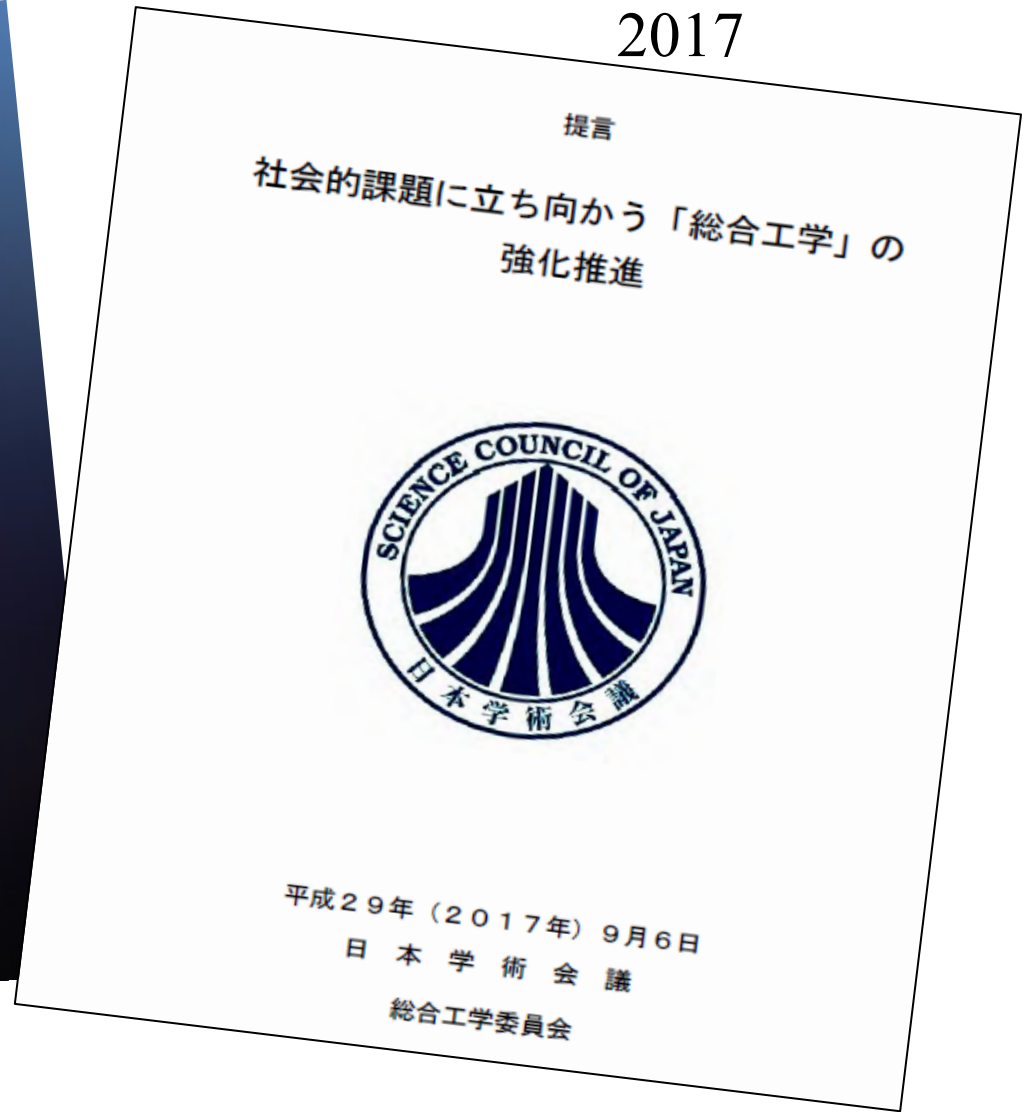 2017
提言
社会的課題に立ち向かう「総合工学」の
強化推進
SCIENCE COUNCIL OF JAPAN
日本学術会議
平成２９年（２０１７年）９月６日
日 本 学 術 会 議
総合工学委員会